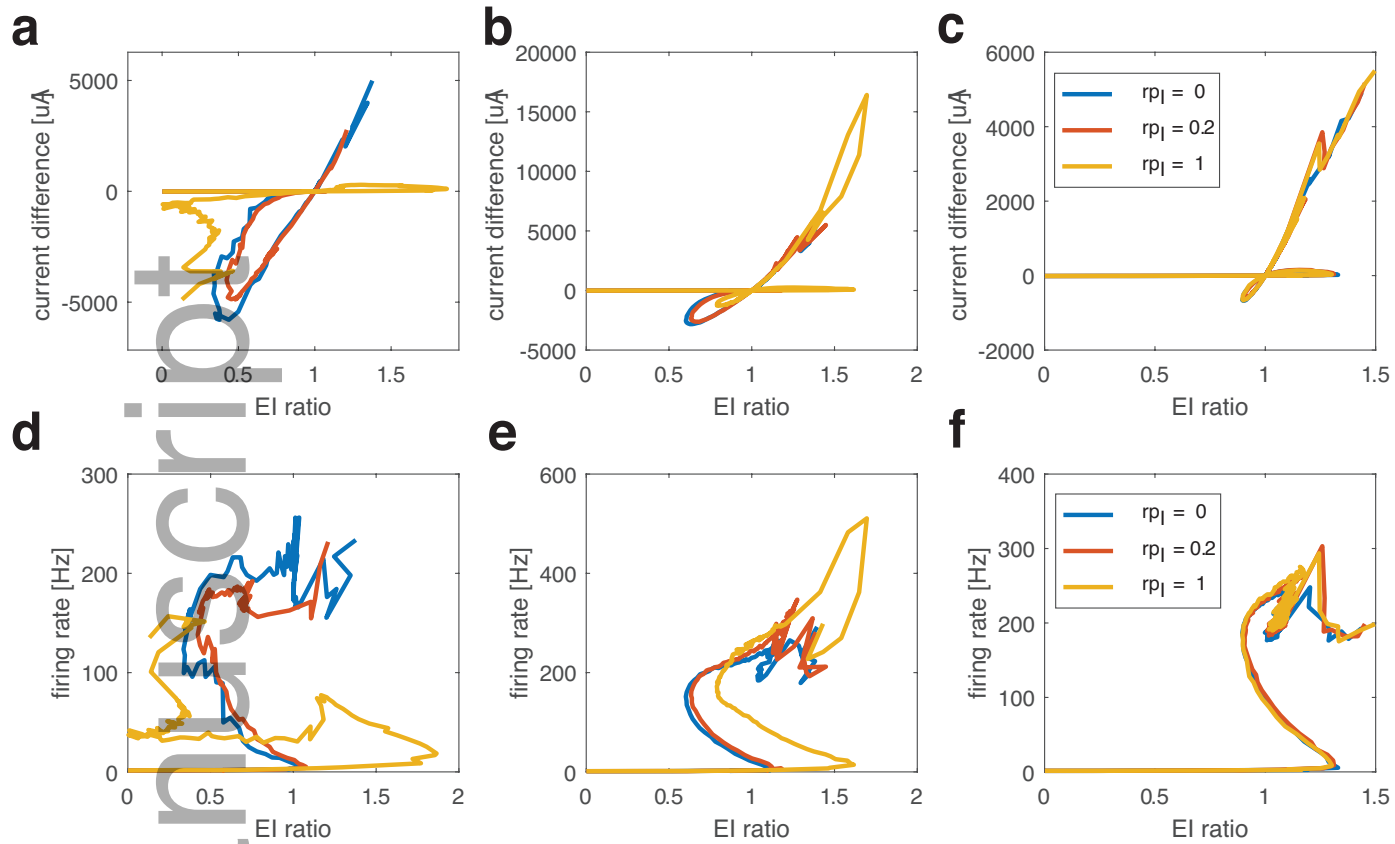 a
b
c
5000
0
-5000
current difference [uA]
0
0.5
1
1.5
EI ratio
20000
15000
10000
5000
0
-5000
current difference [uA]
0
0.5
1
1.5
2
EI ratio
6000
4000
2000
0
-2000
current difference [uA]
0
0.5
1
1.5
EI ratio
rpI = 0
rpI = 0.2
rpI = 1
d
e
f
300
200
100
0
firing rate [Hz]
0
0.5
1
1.5
2
EI ratio
600
400
200
0
firing rate [Hz]
0
0.5
1
1.5
2
EI ratio
400
300
200
100
0
firing rate [Hz]
0
0.5
1
1.5
EI ratio
rpI = 0
rpI = 0.2
rpI = 1
nuscript